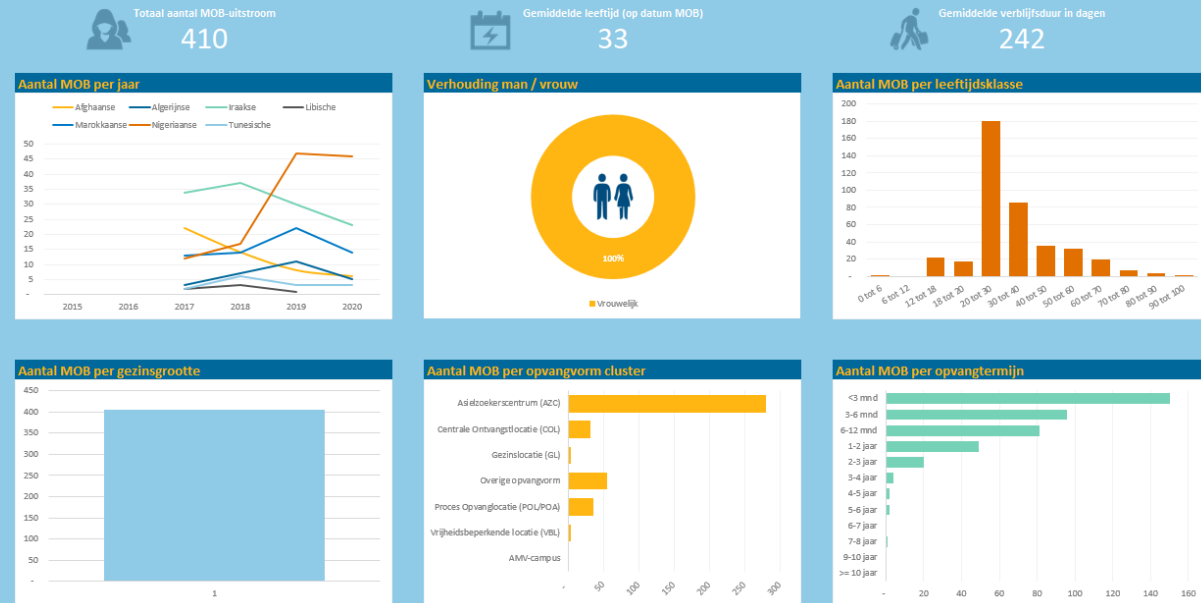 Totaal aantal MOB-uitstroom
410
Gemiddelde leeftijd (op datum MOB)
33
Gemiddelde verblijfsduur in dagen
242
Aantal MOB per jaar
Afghaanse Algerijnse Iraakse Libische
Marokkaanse Nigeriaanse Tunesische
50
45
40
35
30
25
20
15
10
5
-
2015 2016 2017 2018 2019 2020
Verhouding man / vrouw
100%
Vrouwelijk
Aantal MOB per leeftijdsklasse
200
180
160
140
120
100
80
60
40
20
-
0 tot 6 6 tot 12 12 tot 18 18 tot 20 20 tot 30 30 tot 40 40 tot 50 50 tot 60 60 tot 70 70 tot 80 80 tot 90 90 tot 100
Aantal MOB per gezinsgrootte
450
400
350
300
250
200
150
100
50
-
1
Aantal MOB per opvangvorm cluster
Asielzoekerscentrum (AZC)
Centrale Ontvangstlocatie (COL)
Gezinslocatie (GL)
Overige opvangvorm
Proces Opvanglocatie (POL/POA)
Vrijheidsbeperkende locatie (VBL)
AMV-campus
- 50 100 150 200 250 300
Aantal MOB per opvangtermijn
<3 mnd
3-6 mnd
6-12 mnd
1-2 jaar
2-3 jaar
3-4 jaar
4-5 jaar
5-6 jaar
6-7 jaar
7-8 jaar
9-10 jaar
>= 10 jaar
- 20 40 60 80 100 120 140 160